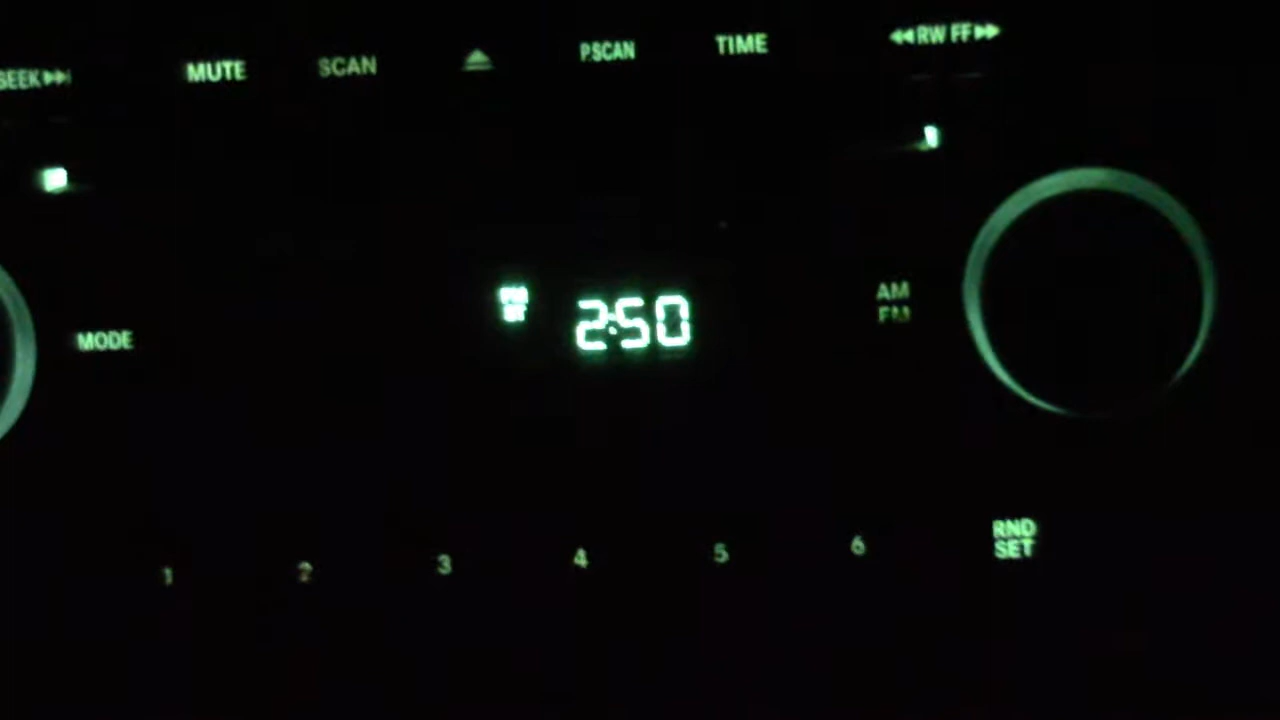 SEEK MUTE SCAN P.SCAN TIME RW FF
2:50
AM
FM
MODE
1 2 3 4 5 6
RND
SET